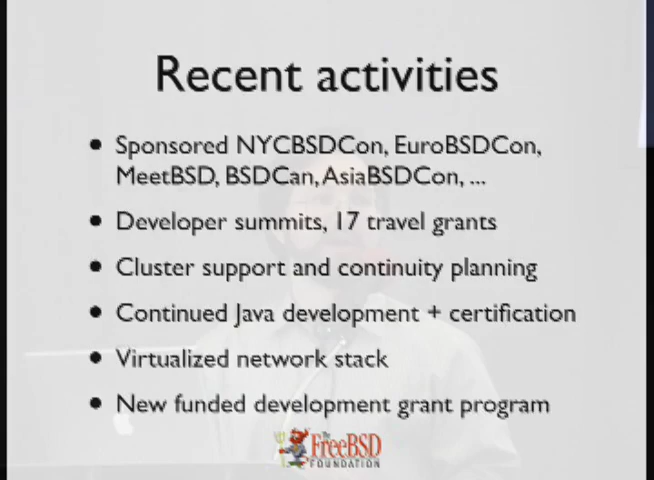 Recent activities
• Sponsored NYCBSDCon, EuroBSDCon,
MeetBSD, BSDCan, AsiaBSDCon, ...
• Developer summits, 17 travel grants
• Cluster support and continuity planning
• Continued Java development + certification
• Virtualized network stack
• New funded development grant program
The
FreeBSD
FOUNDATION